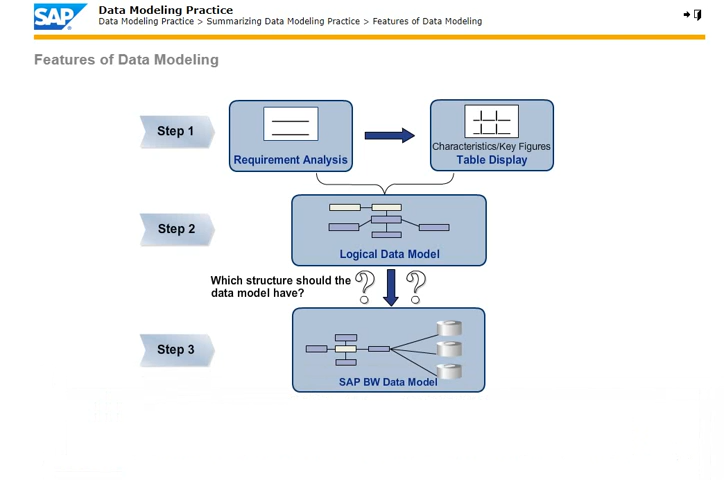 SAP
Data Modeling Practice
Data Modeling Practice > Summarizing Data Modeling Practice > Features of Data Modeling
Features of Data Modeling
Step 1
Requirement Analysis
Characteristics/Key Figures
Table Display
Step 2
Logical Data Model
Which structure should the
data model have?
? ?
Step 3
SAP BW Data Model